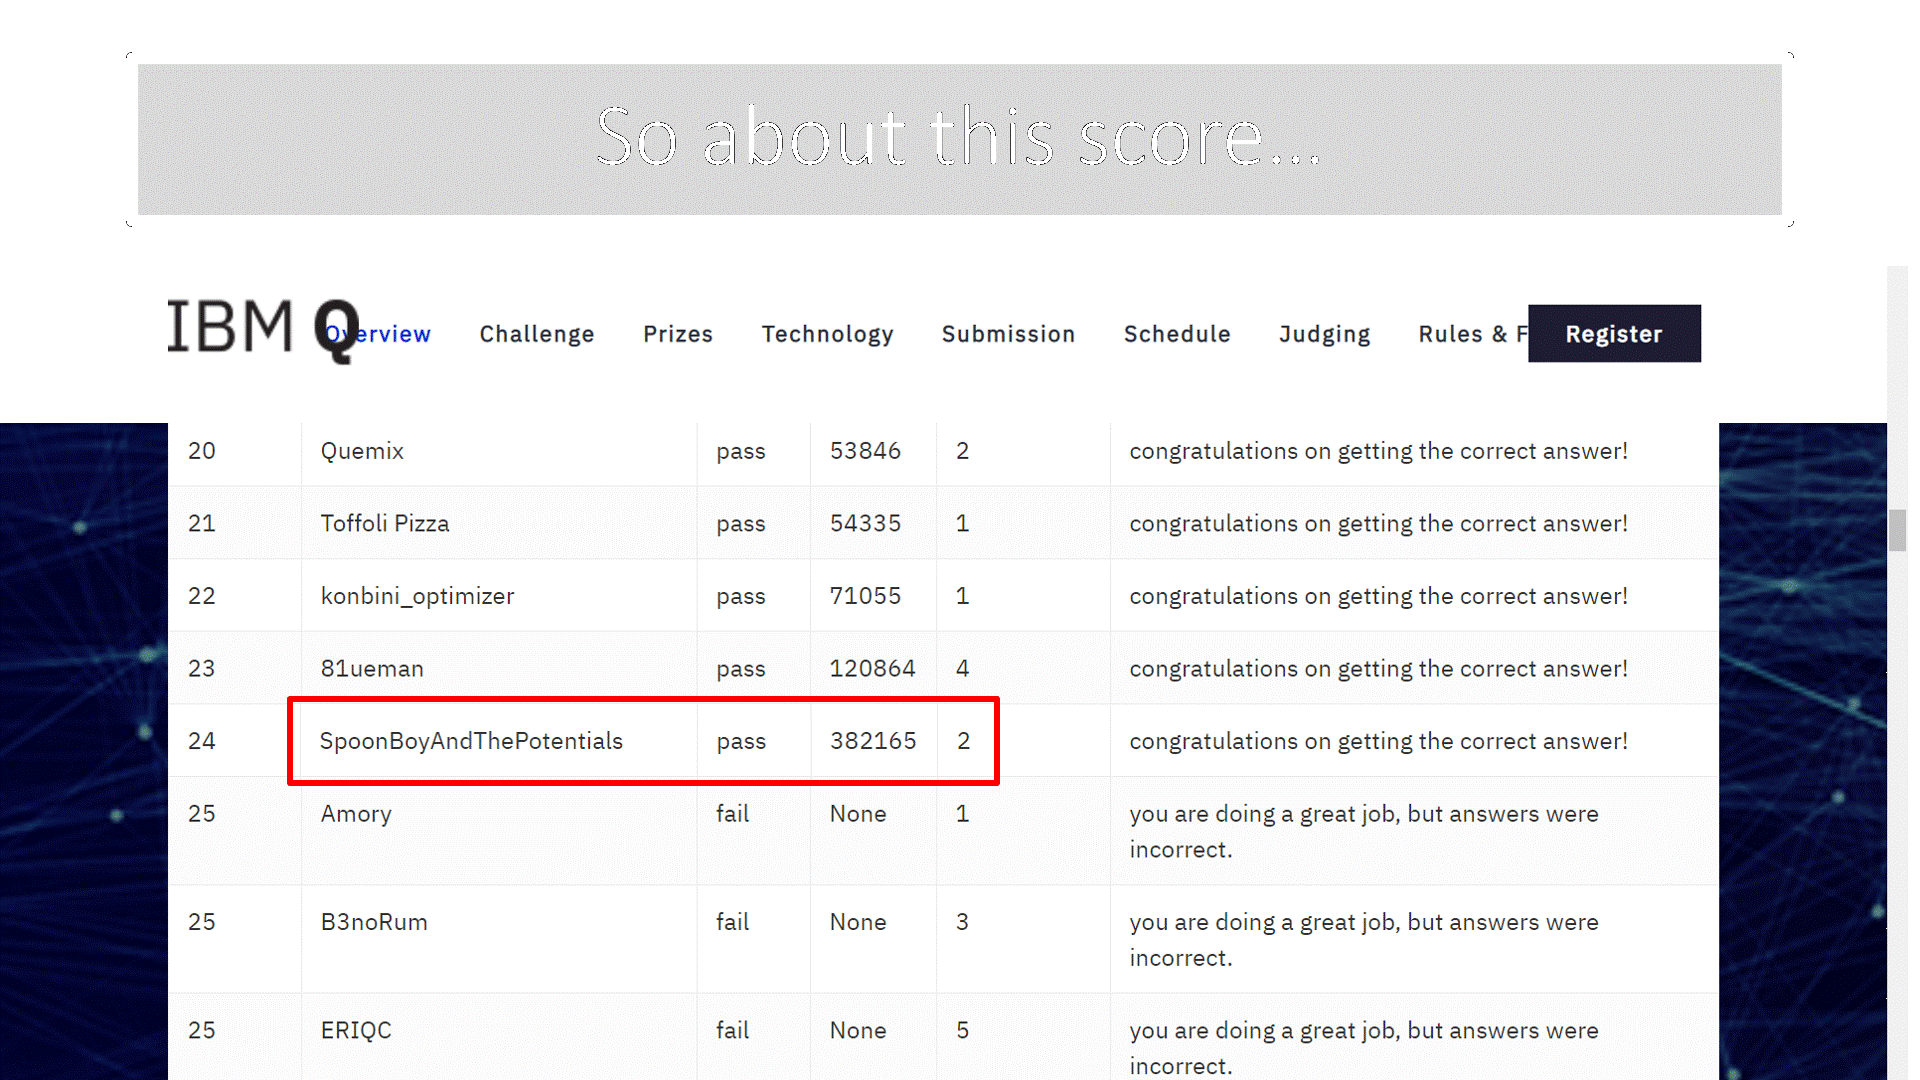 So about this score...
IBM Q
Overview Challenge Prizes Technology Submission Schedule Judging Rules & F Register
20 Quemix pass 53846 2 congratulations on getting the correct answer!
21 Toffoli Pizza pass 54335 1 congratulations on getting the correct answer!
22 konbini_optimizer pass 71055 1 congratulations on getting the correct answer!
23 81ueman pass 120864 4 congratulations on getting the correct answer!
24 SpoonBoyAndThePotentials pass 382165 2 congratulations on getting the correct answer!
25 Amory fail None 1 you are doing a great job, but answers were
incorrect.
25 B3noRum fail None 3 you are doing a great job, but answers were
incorrect.
25 ERIQC fail None 5 you are doing a great job, but answers were
incorrect.